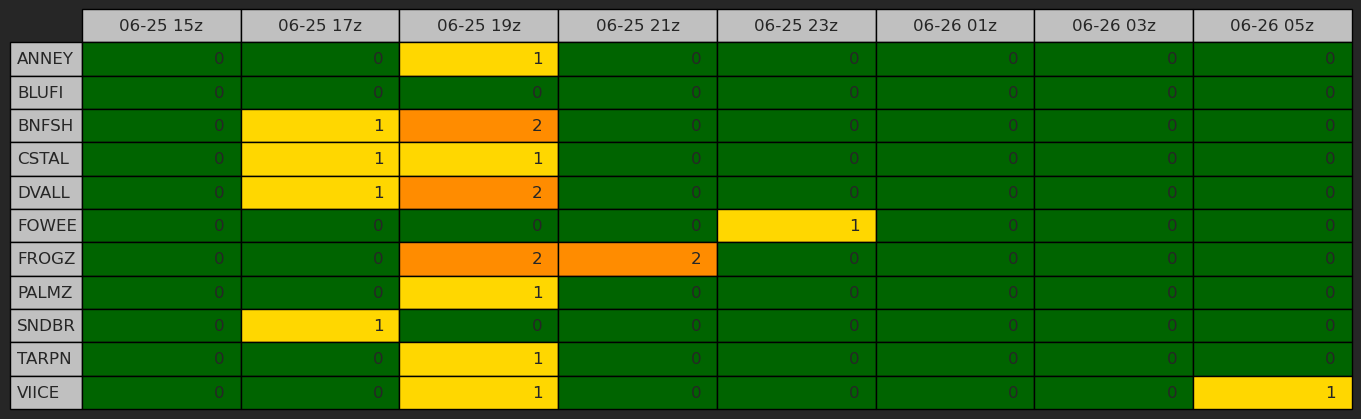 06-25 15z 06-25 17z 06-25 19z 06-25 21z 06-25 23z 06-26 01z 06-26 03z 06-26 05z
ANNEY 0 0 1 0 0 0 0 0
BLUFI 0 0 0 0 0 0 0 0
BNFSH 0 1 2 0 0 0 0 0
CSTAL 0 1 1 0 0 0 0 0
DVALL 0 1 2 0 0 0 0 0
FOWEE 0 0 0 0 1 0 0 0
FROGZ 0 0 2 2 0 0 0 0
PALMZ 0 0 1 0 0 0 0 0
SNDBR 0 1 0 0 0 0 0 0
TARPN 0 0 1 0 0 0 0 0
VIICE 0 0 1 0 0 0 0 1